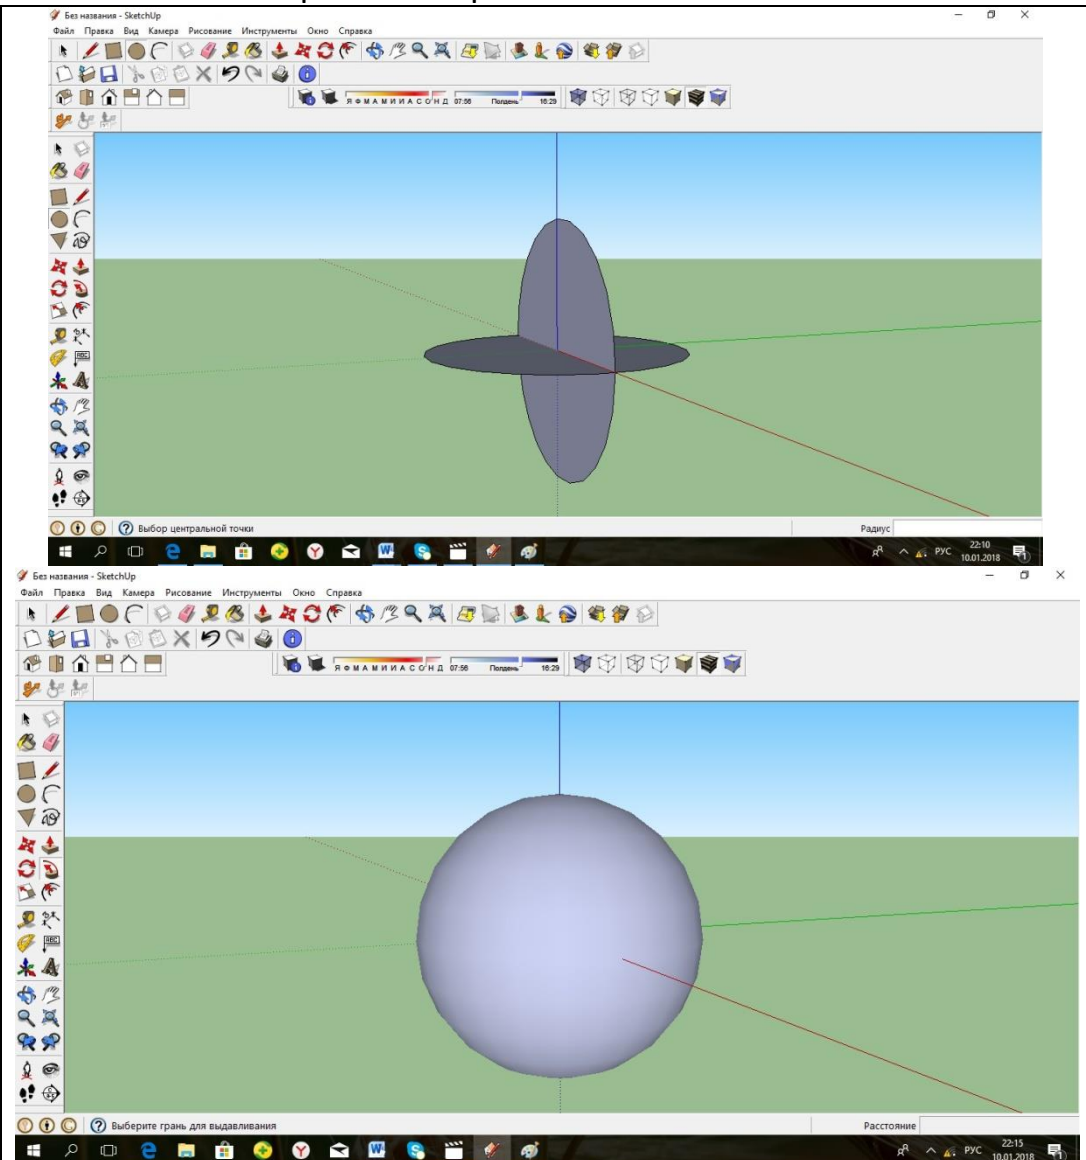 Без названия - SketchUp
Файл Правка Вид Камера Рисование Инструменты Окно Справка
Я Ф М А М И И А С О Н Д 07:56 Полдень 16:29
ABC
Выбор центральной точки
Радиус
РУС 22:10
10.01.2018
Без названия - SketchUp
Файл Правка Вид Камера Рисование Инструменты Окно Справка
Я Ф М А М И И А С О Н Д 07:56 Полдень 16:29
ABC
Выберите грань для выдавливания
Расстояние
РУС 22:15
10.01.2018